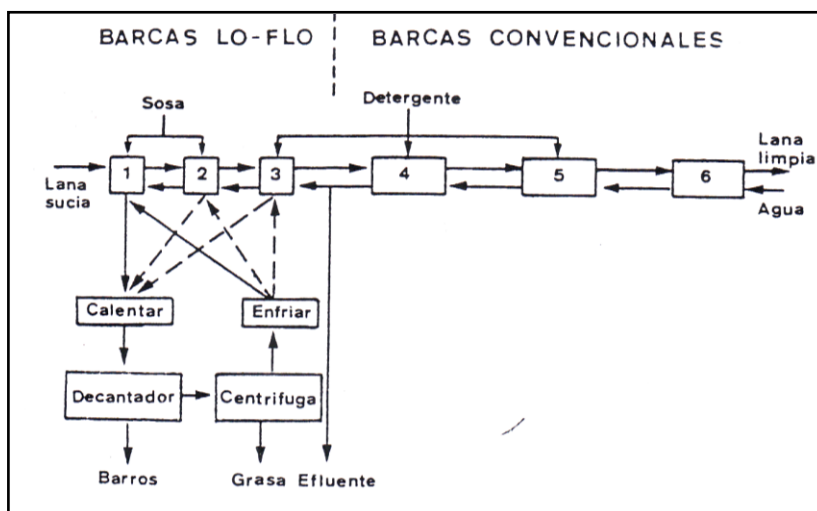 BARCAS LO-FLO
BARCAS CONVENCIONALES
Sosa
Detergente
Lana sucia
1
2
3
4
5
6
Lana limpia
Agua
Calentar
Enfriar
Decantador
Centrifuga
Barros
Grasa
Efluente